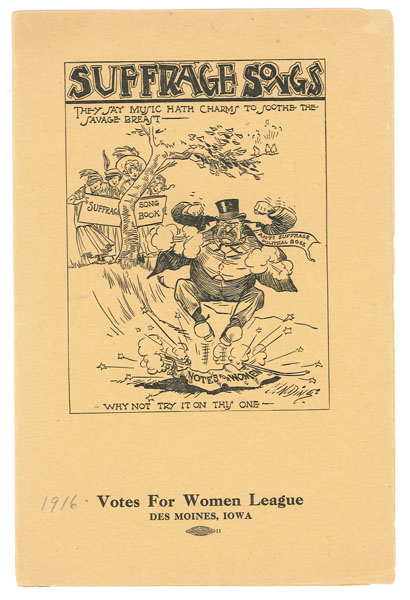 SUFFRAGE SONGS
THEY SAY MUSIC HATH CHARMS TO SOOTHE THE
SAVAGE BREAST —
SUFFRAGE SONG
BOOK
ANTI SUFFRAGE
POLITICAL BOSS
VOTES FOR WOMEN
J.N. DING
WHY NOT TRY IT ON THIS ONE —
1916.
Votes For Women League
DES MOINES, IOWA